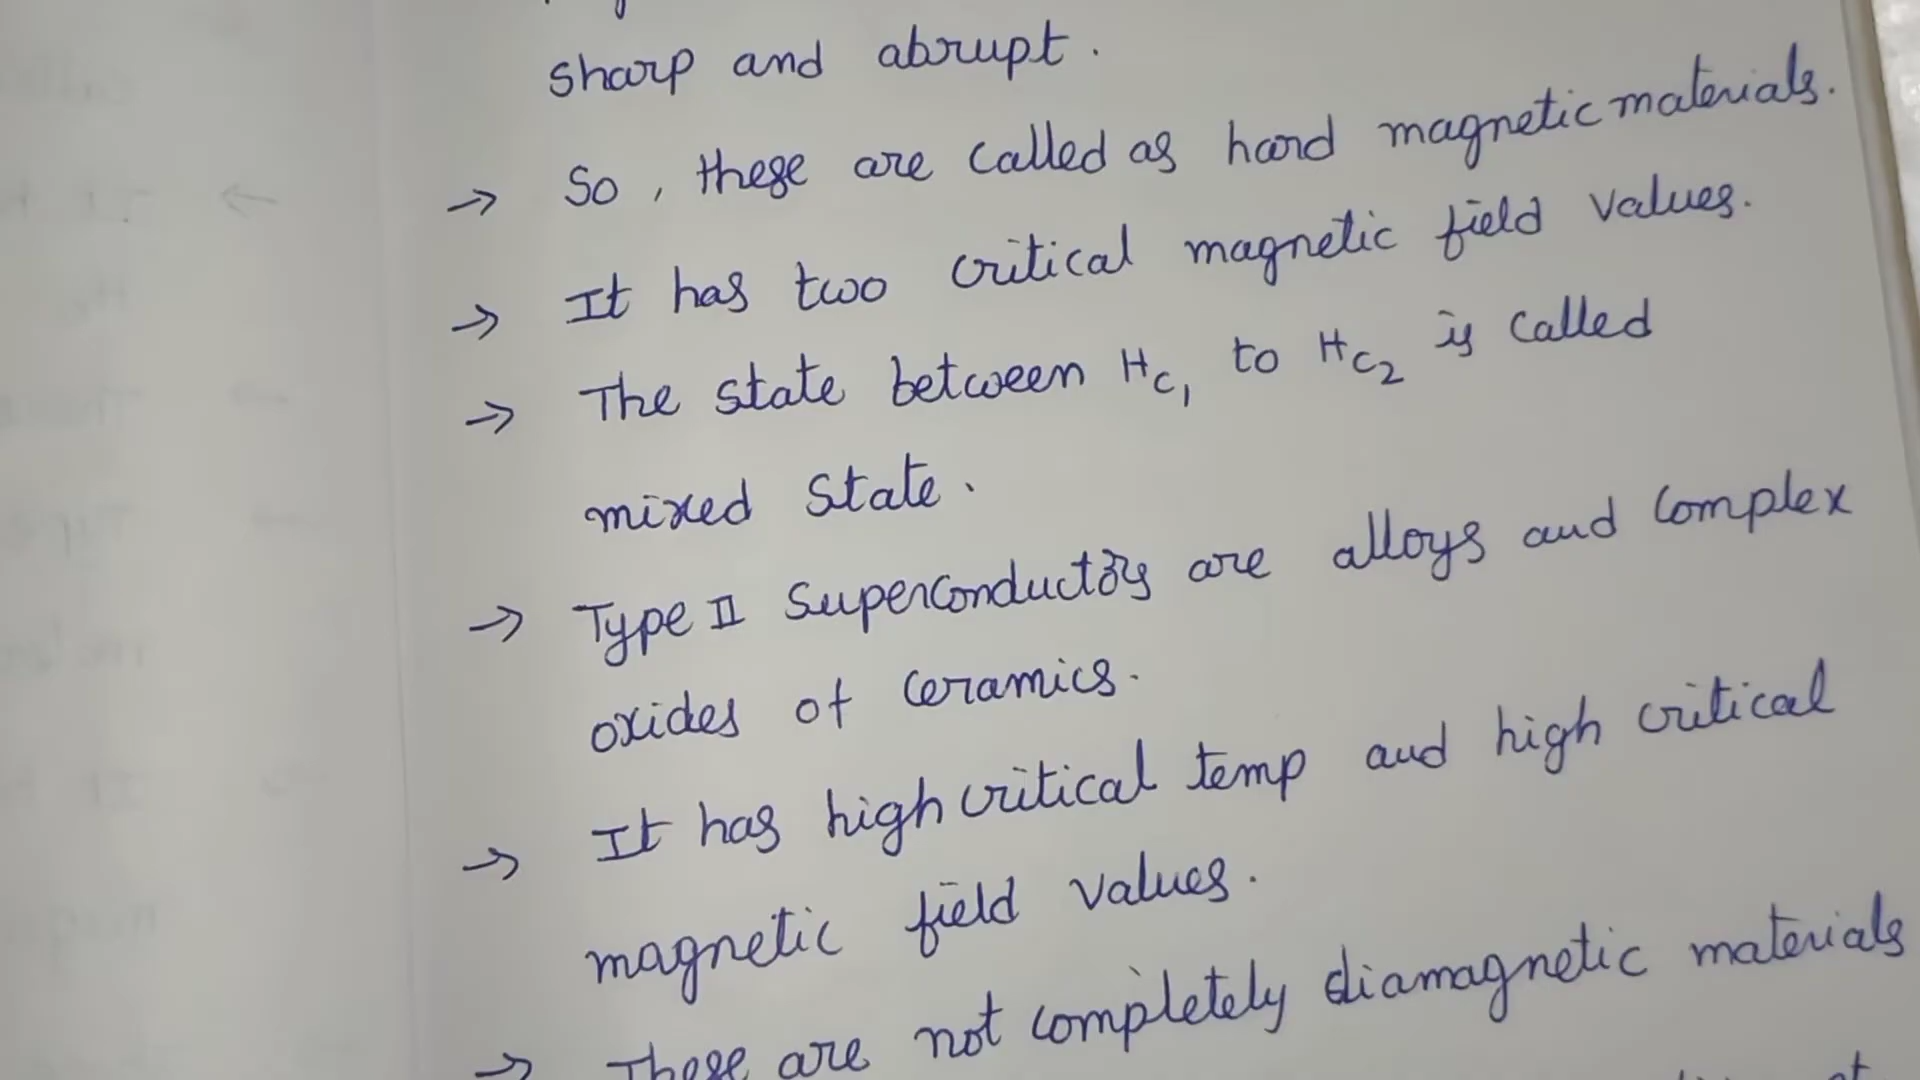 sharp and abrupt.
→ So, these are called as hard magnetic materials.
→ It has two critical magnetic field values.
→ The state between Hc₁ to Hc₂ is called
mixed state.
→ Type II superconductors are alloys and complex
oxides of ceramics.
→ It has high critical temp and high critical
magnetic field values.
→ These are not completely diamagnetic materials